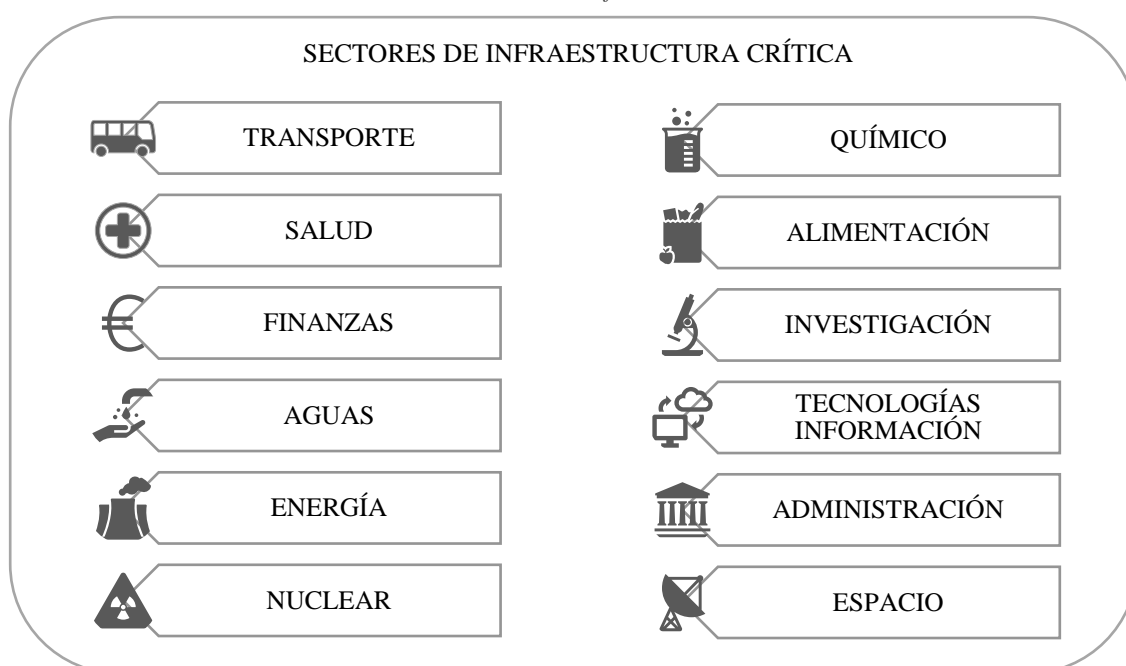 SECTORES DE INFRAESTRUCTURA CRÍTICA
TRANSPORTE
SALUD
FINANZAS
AGUAS
ENERGÍA
NUCLEAR
QUÍMICO
ALIMENTACIÓN
INVESTIGACIÓN
TECNOLOGÍAS
INFORMACIÓN
ADMINISTRACIÓN
ESPACIO